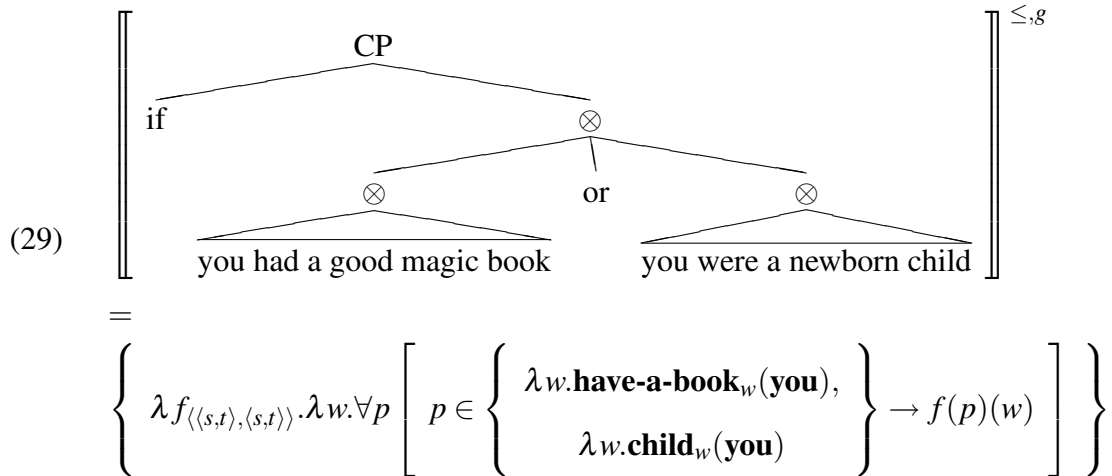 ≤,g
CP
if
⊗
⊗ or ⊗
(29)
you had a good magic book you were a newborn child
=
{ λf⟨⟨s,t⟩,⟨s,t⟩⟩.λw.∀p [ p ∈ { λw.have-a-book_w(you), λw.child_w(you) } → f(p)(w) ] }